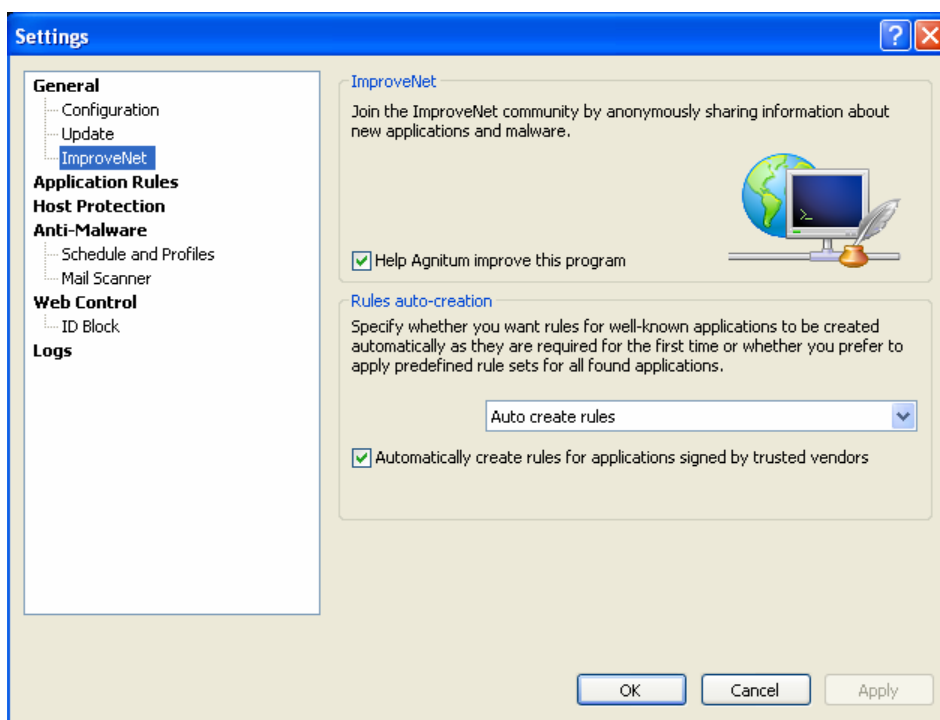 Settings
General
Configuration
Update
ImproveNet
Application Rules
Host Protection
Anti-Malware
Schedule and Profiles
Mail Scanner
Web Control
ID Block
Logs
ImproveNet
Join the ImproveNet community by anonymously sharing information about
new applications and malware.
>_
Help Agnitum improve this program
Rules auto-creation
Specify whether you want rules for well-known applications to be created
automatically as they are required for the first time or whether you prefer to
apply predefined rule sets for all found applications.
Auto create rules
Automatically create rules for applications signed by trusted vendors
OK
Cancel
Apply